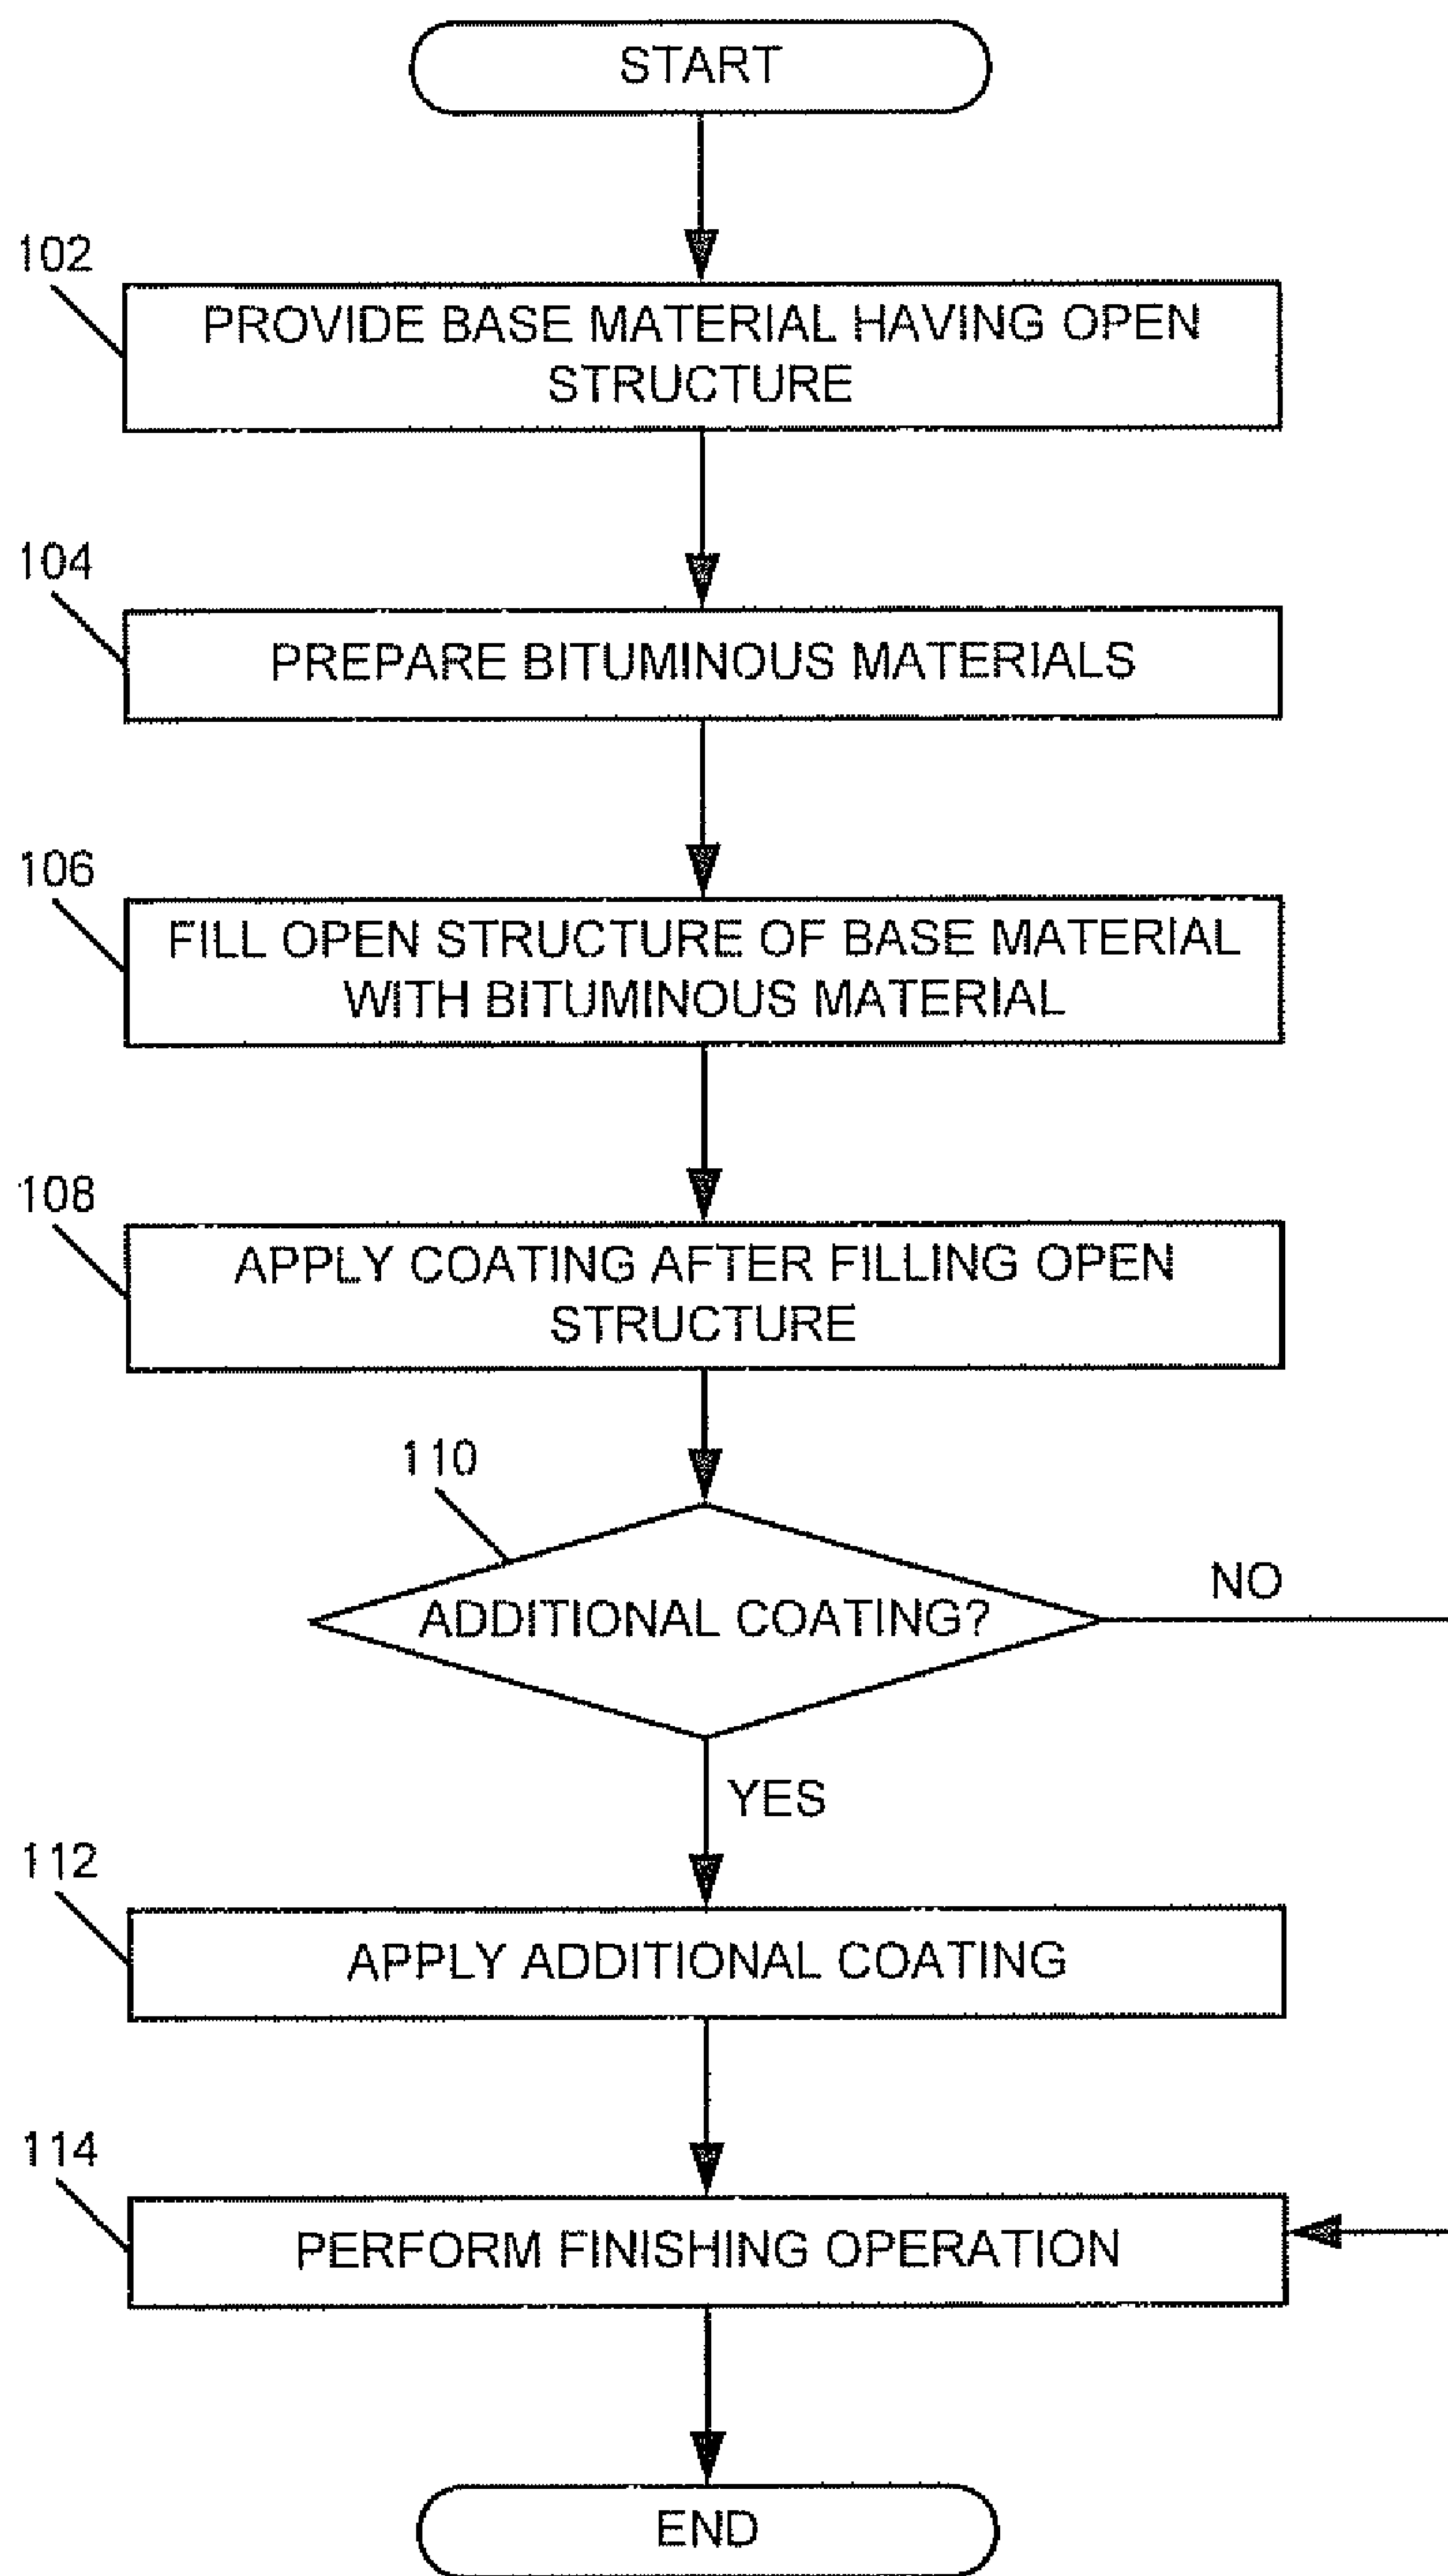 START
102
PROVIDE BASE MATERIAL HAVING OPEN
STRUCTURE
104
PREPARE BITUMINOUS MATERIALS
106
FILL OPEN STRUCTURE OF BASE MATERIAL
WITH BITUMINOUS MATERIAL
108
APPLY COATING AFTER FILLING OPEN
STRUCTURE
110
ADDITIONAL COATING?
NO
YES
112
APPLY ADDITIONAL COATING
114
PERFORM FINISHING OPERATION
END